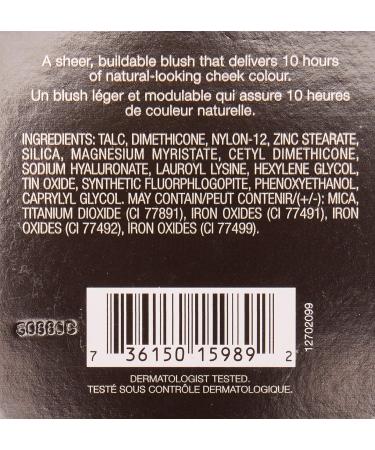 A sheer, buildable blush that delivers 10 hours
of natural-looking cheek colour.
Un blush léger et modulable qui assure 10 heures
de couleur naturelle.
INGREDIENTS: TALC, DIMETHICONE, NYLON-12, ZINC STEARATE,
SILICA, MAGNESIUM MYRISTATE, CETYL DIMETHICONE,
SODIUM HYALURONATE, LAUROYL LYSINE, HEXYLENE GLYCOL,
TIN OXIDE, SYNTHETIC FLUORPHLOGOPITE, PHENOXYETHANOL,
CAPRYLYL GLYCOL. MAY CONTAIN/PEUT CONTENIR/(+/-): MICA,
TITANIUM DIOXIDE (CI 77891), IRON OXIDES (CI 77491), IRON
OXIDES (CI 77492), IRON OXIDES (CI 77499).
12702099
7 36150 15989 2
DERMATOLOGIST TESTED.
TESTÉ SOUS CONTRÔLE DERMATOLOGIQUE.